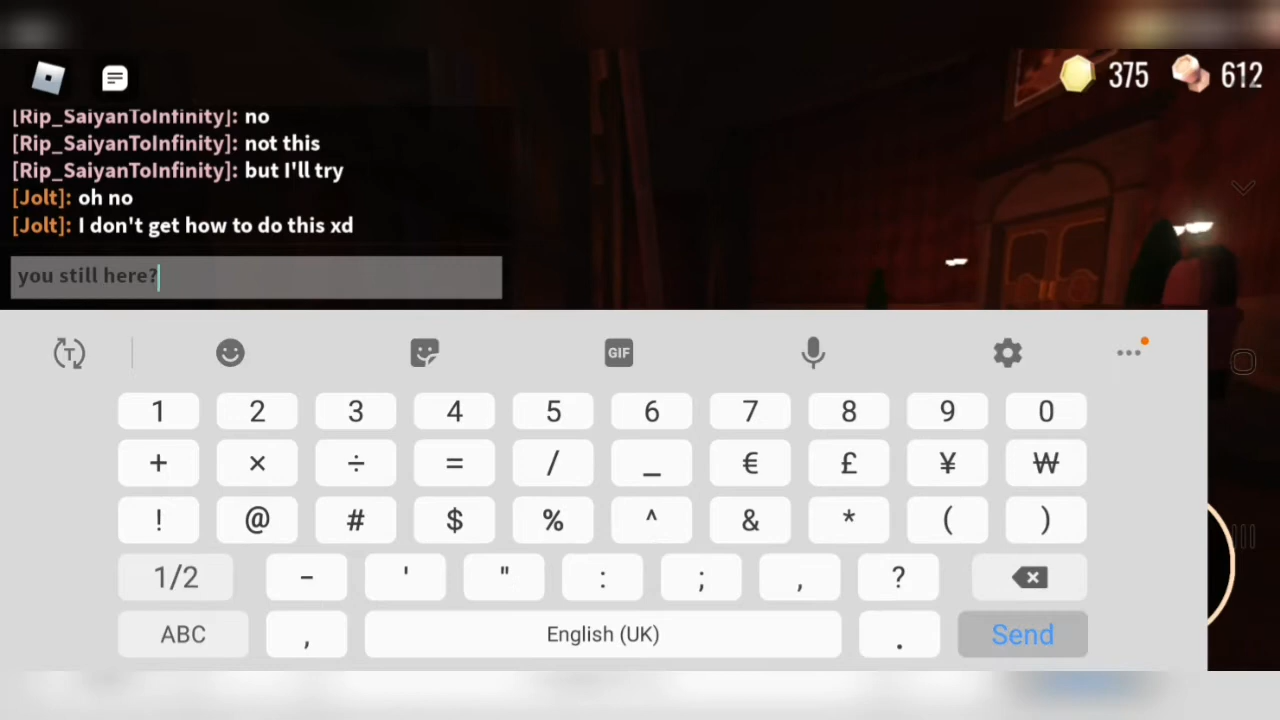 375
612
[Rip_SaiyanToInfinity]: no
[Rip_SaiyanToInfinity]: not this
[Rip_SaiyanToInfinity]: but I'll try
[Jolt]: oh no
[Jolt]: I don't get how to do this xd
you still here?
T
GIF
1 2 3 4 5 6 7 8 9 0
+ × ÷ = / _ € £ ¥ ₩
! @ # $ % ^ & * ( )
1/2 - ' " : ; , ?
ABC , English (UK) . Send